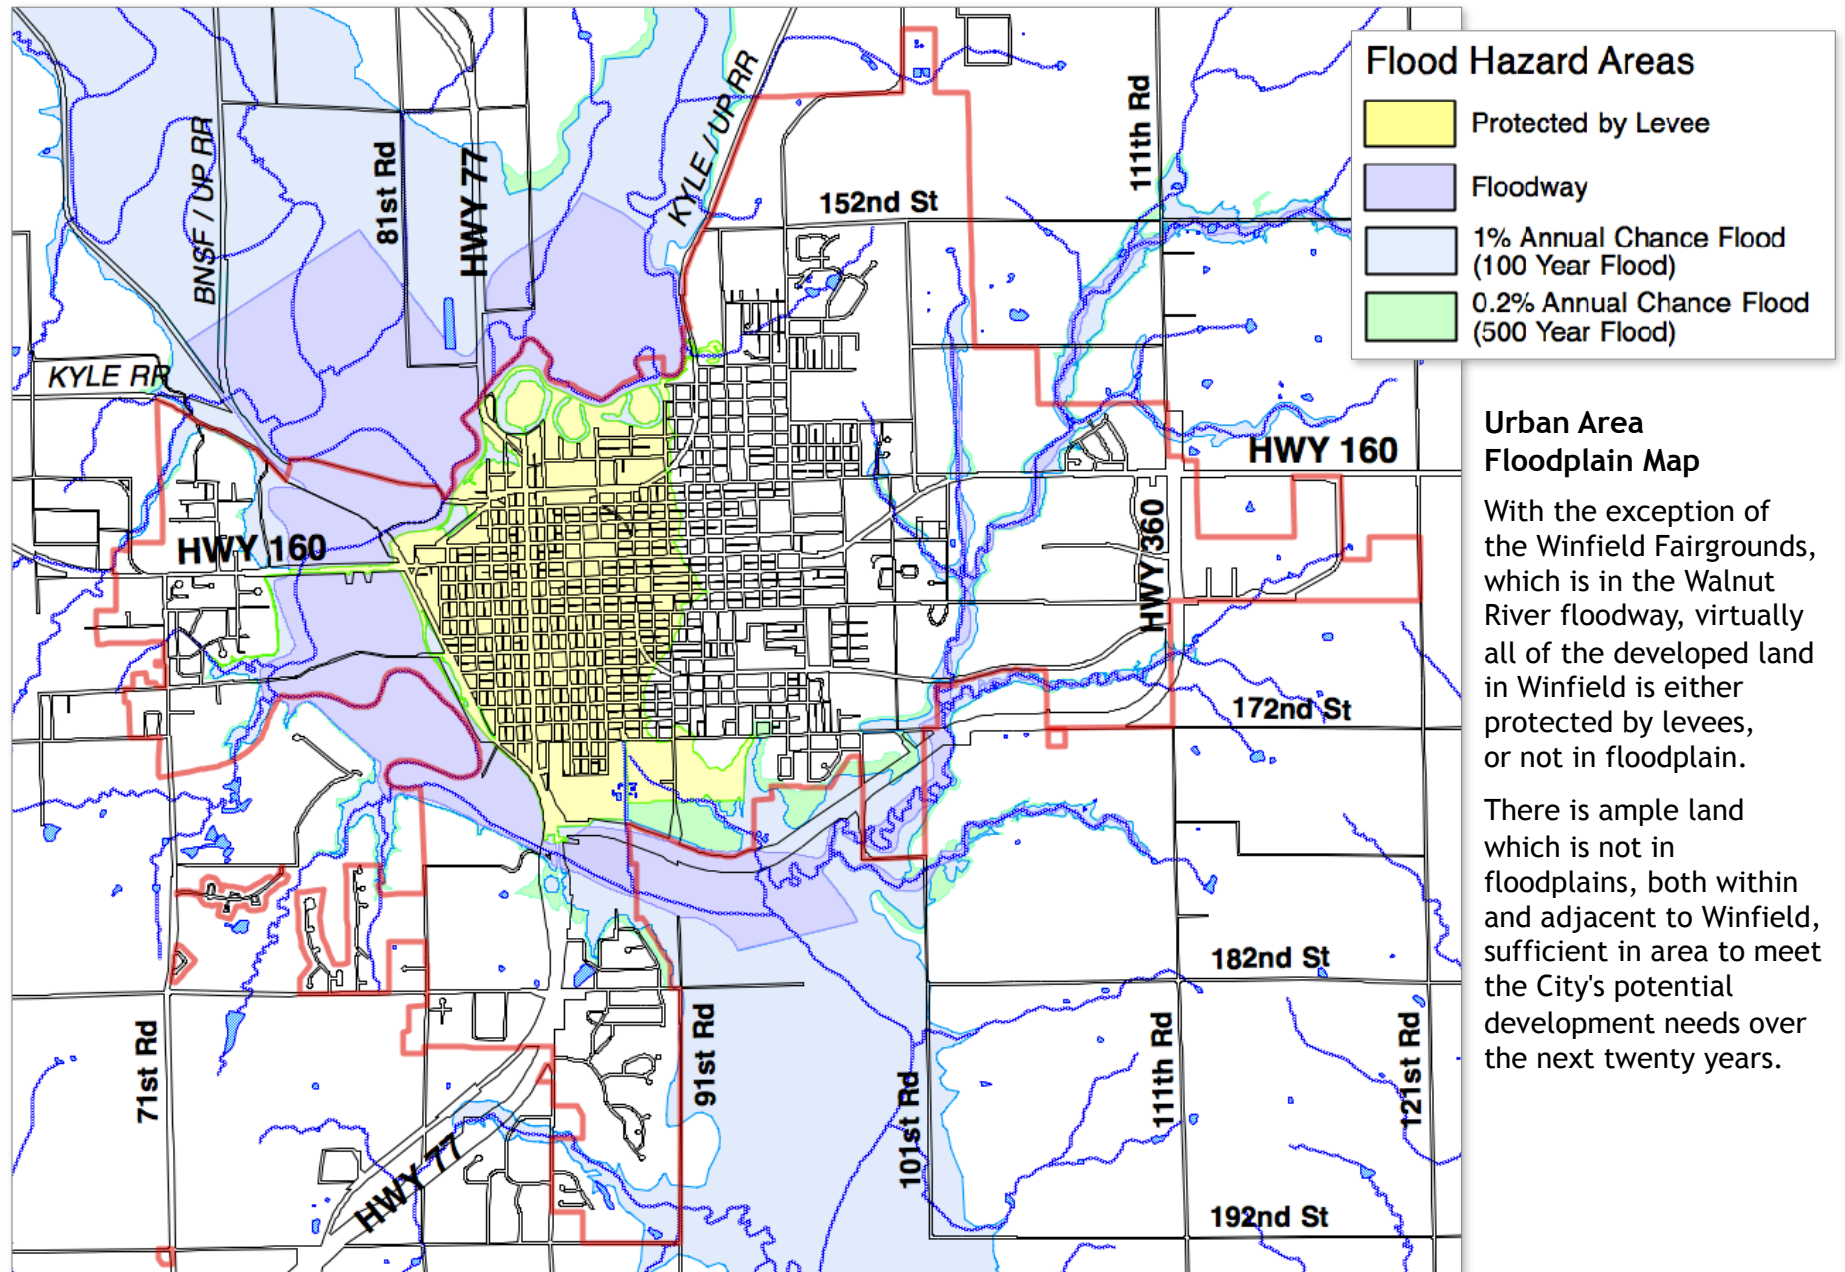 Flood Hazard Areas
Protected by Levee
Floodway
1% Annual Chance Flood
(100 Year Flood)
0.2% Annual Chance Flood
(500 Year Flood)
BNSF / UP RR
81st Rd
HWY 77
KYLE / UP RR
111th Rd
152nd St
KYLE RR
HWY 160
HWY 160
HWY 360
172nd St
182nd St
71st Rd
91st Rd
101st Rd
111th Rd
121st Rd
HWY 77
192nd St
Urban Area
Floodplain Map
With the exception of
the Winfield Fairgrounds,
which is in the Walnut
River floodway, virtually
all of the developed land
in Winfield is either
protected by levees,
or not in floodplain.
There is ample land
which is not in
floodplains, both within
and adjacent to Winfield,
sufficient in area to meet
the City's potential
development needs over
the next twenty years.